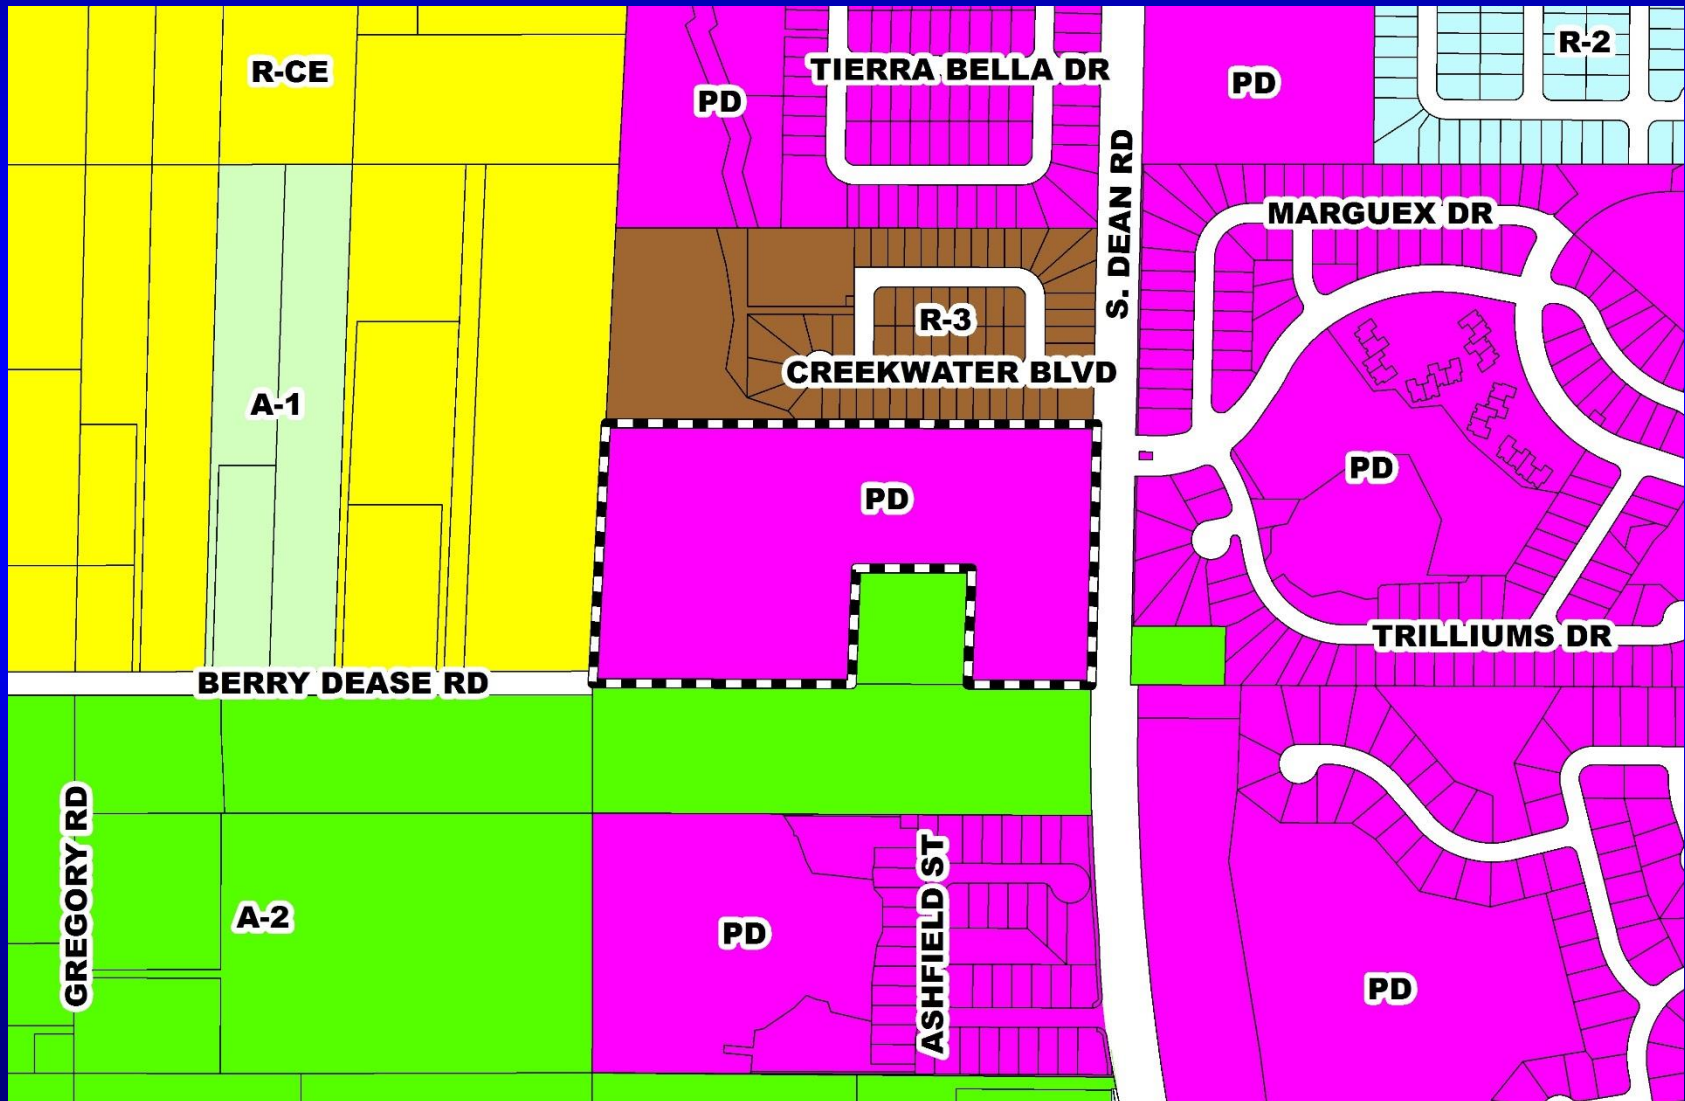 R-CE
PD
TIERRA BELLA DR
PD
R-2
S. DEAN RD
MARGUEX DR
A-1
R-3
CREEKWATER BLVD
PD
PD
BERRY DEASE RD
TRILLIUMS DR
GREGORY RD
A-2
PD
ASHFIELD ST
PD